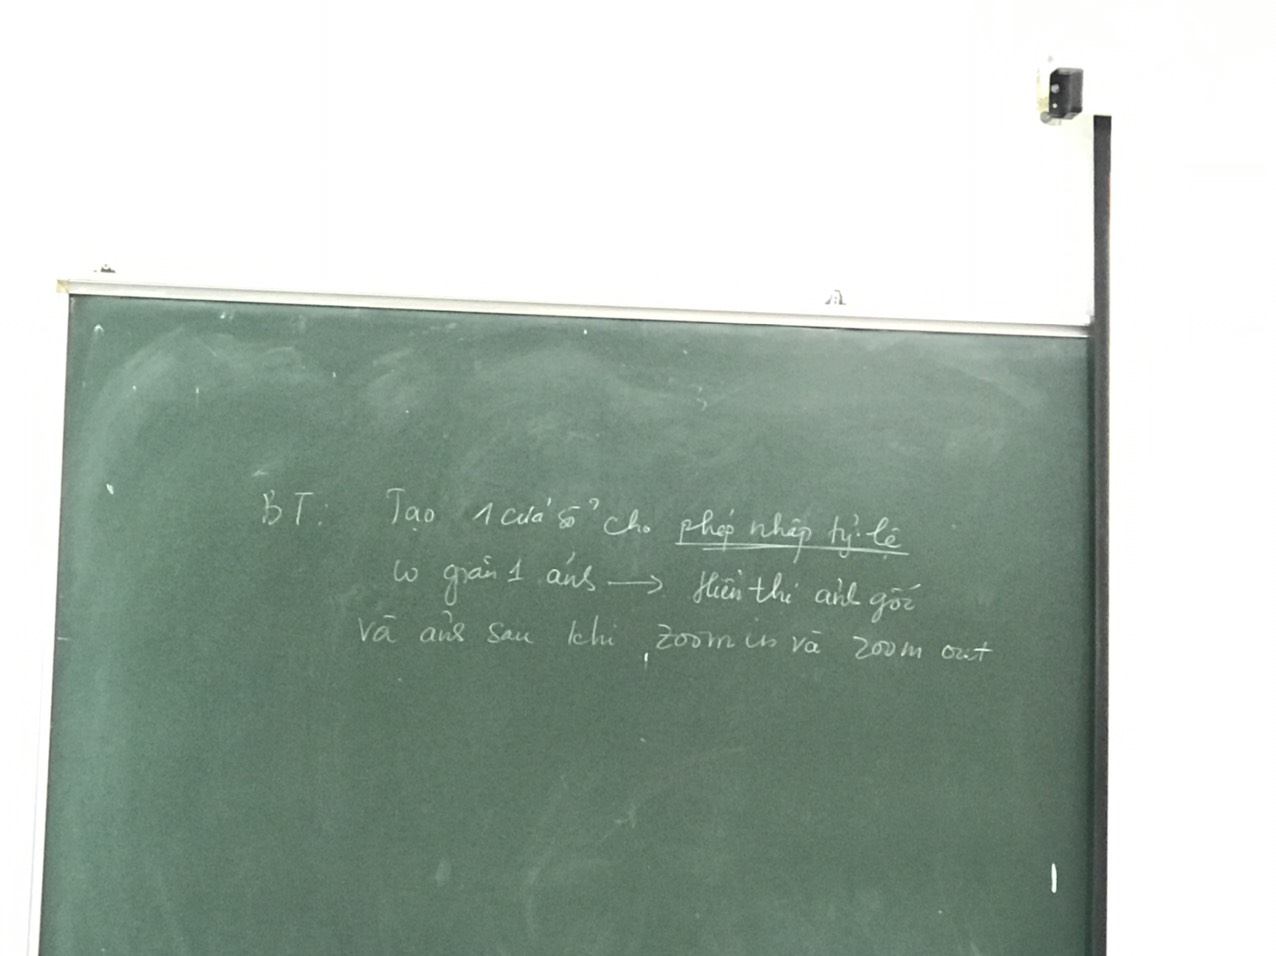 BT: Tạo 1 cửa sổ cho phép nhập tỷ lệ
co giãn 1 ảnh → Hiển thị ảnh gốc
Và ảnh sau khi zoom in và zoom out